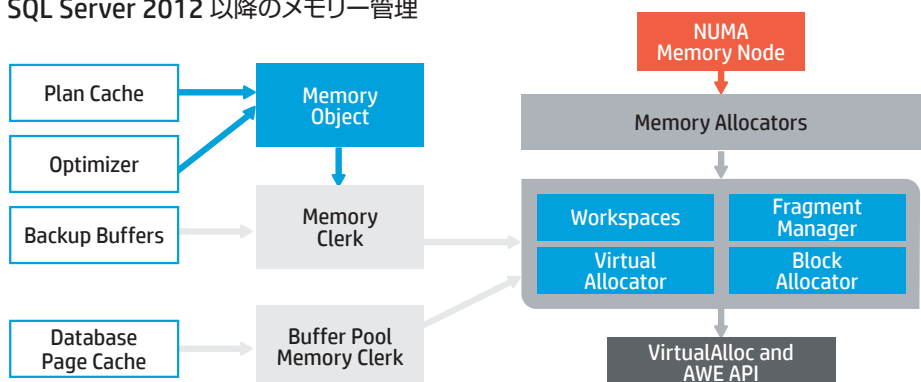 SQL Server 2012 以降のメモリー管理
Plan Cache
Optimizer
Backup Buffers
Database
Page Cache
Memory
Object
Memory
Clerk
Buffer Pool
Memory Clerk
NUMA
Memory Node
Memory Allocators
Workspaces
Fragment
Manager
Virtual
Allocator
Block
Allocator
VirtualAlloc and
AWE API